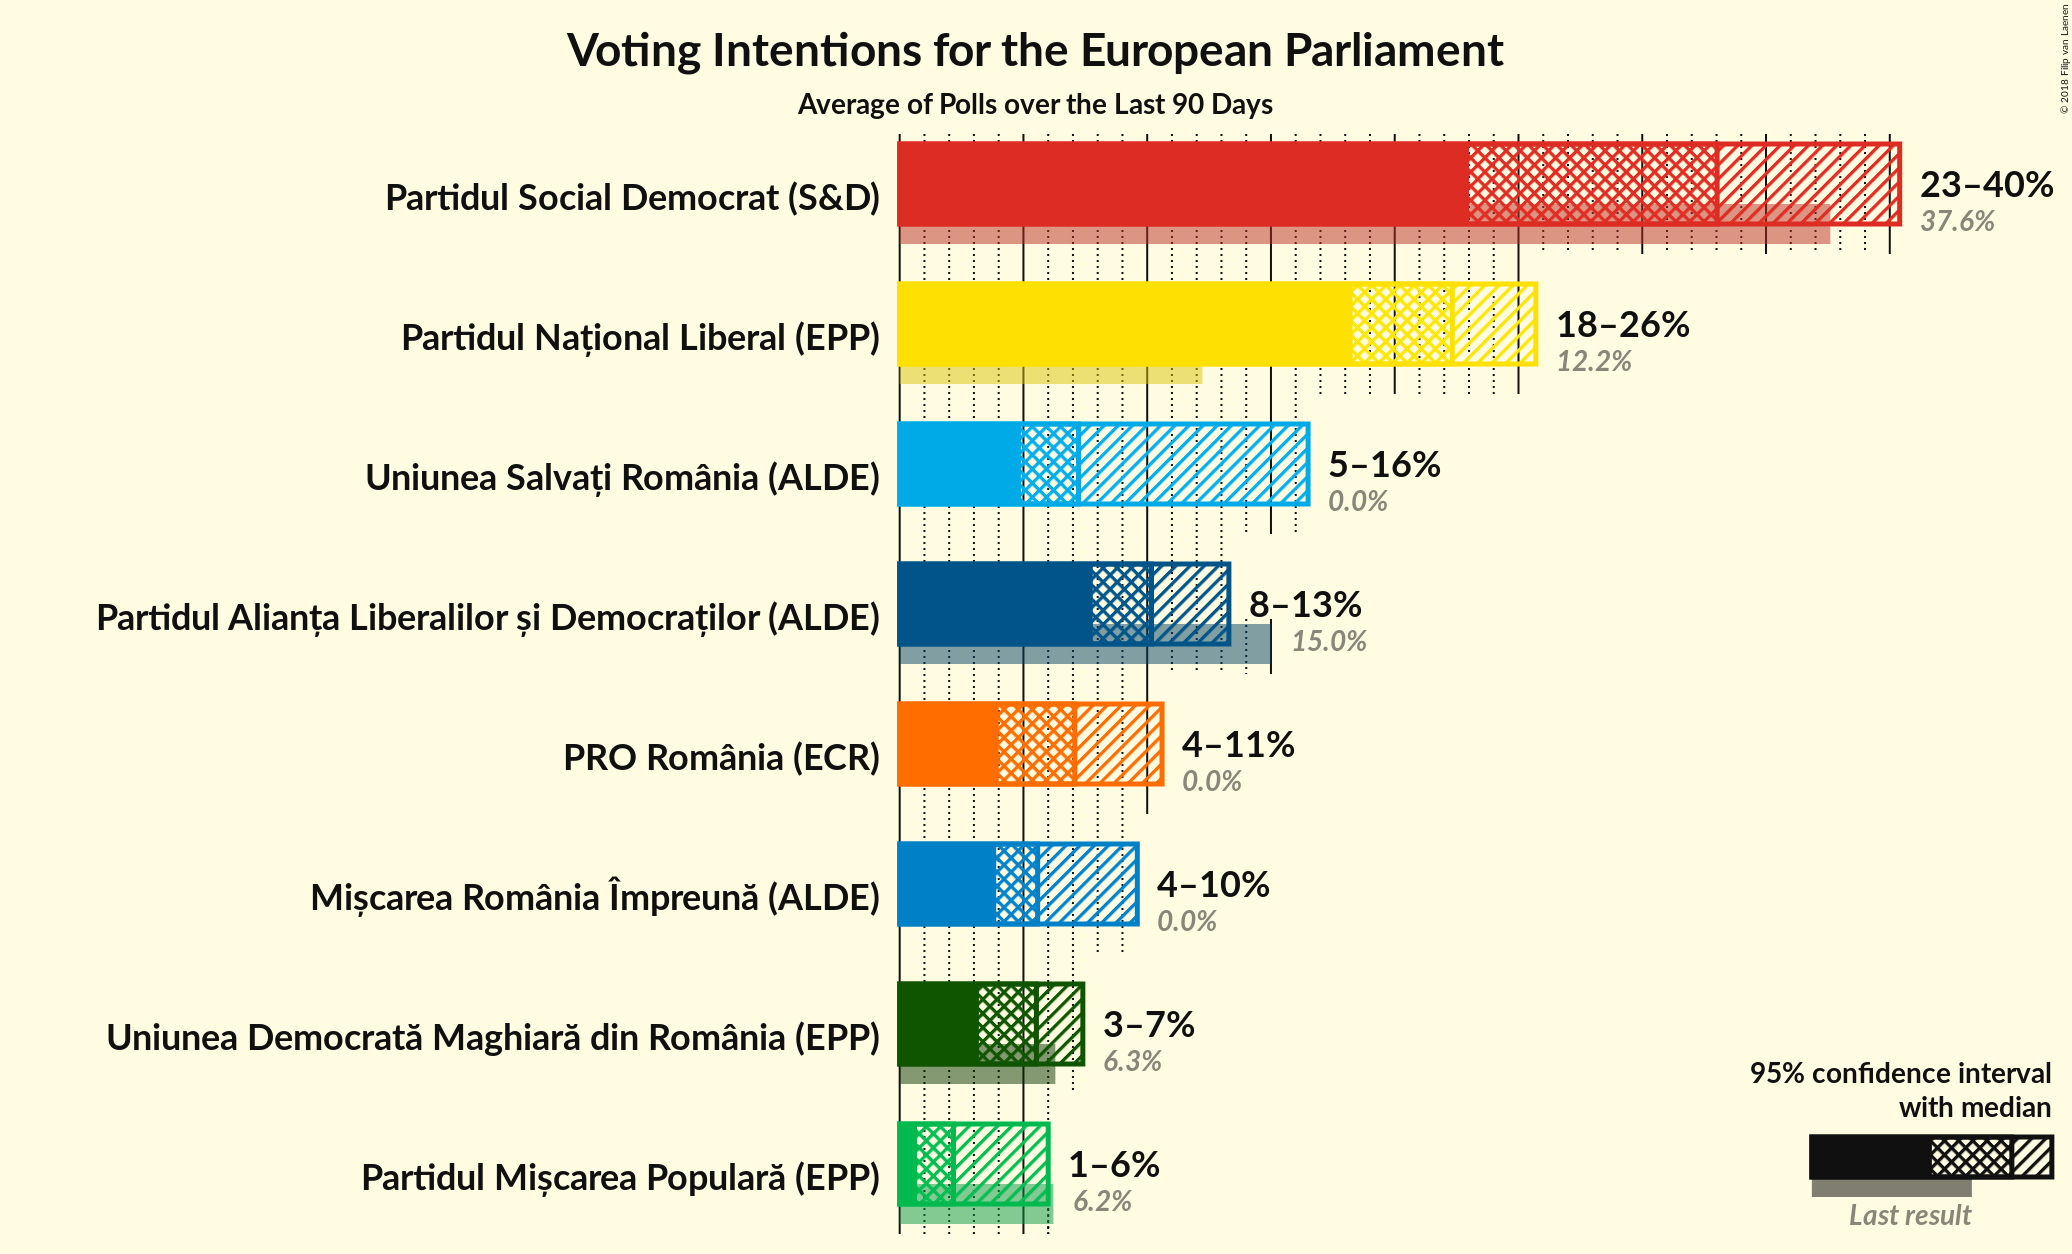 Voting Intentions for the European Parliament
Average of Polls over the Last 90 Days
© 2018 Filip van Laenen
Partidul Social Democrat (S&D)
23–40%
37.6%
Partidul Național Liberal (EPP)
18–26%
12.2%
Uniunea Salvați România (ALDE)
5–16%
0.0%
Partidul Alianța Liberalilor și Democraților (ALDE)
8–13%
15.0%
PRO România (ECR)
4–11%
0.0%
Mișcarea România Împreună (ALDE)
4–10%
0.0%
Uniunea Democrată Maghiară din România (EPP)
3–7%
6.3%
Partidul Mișcarea Populară (EPP)
1–6%
6.2%
95% confidence interval
with median
Last result